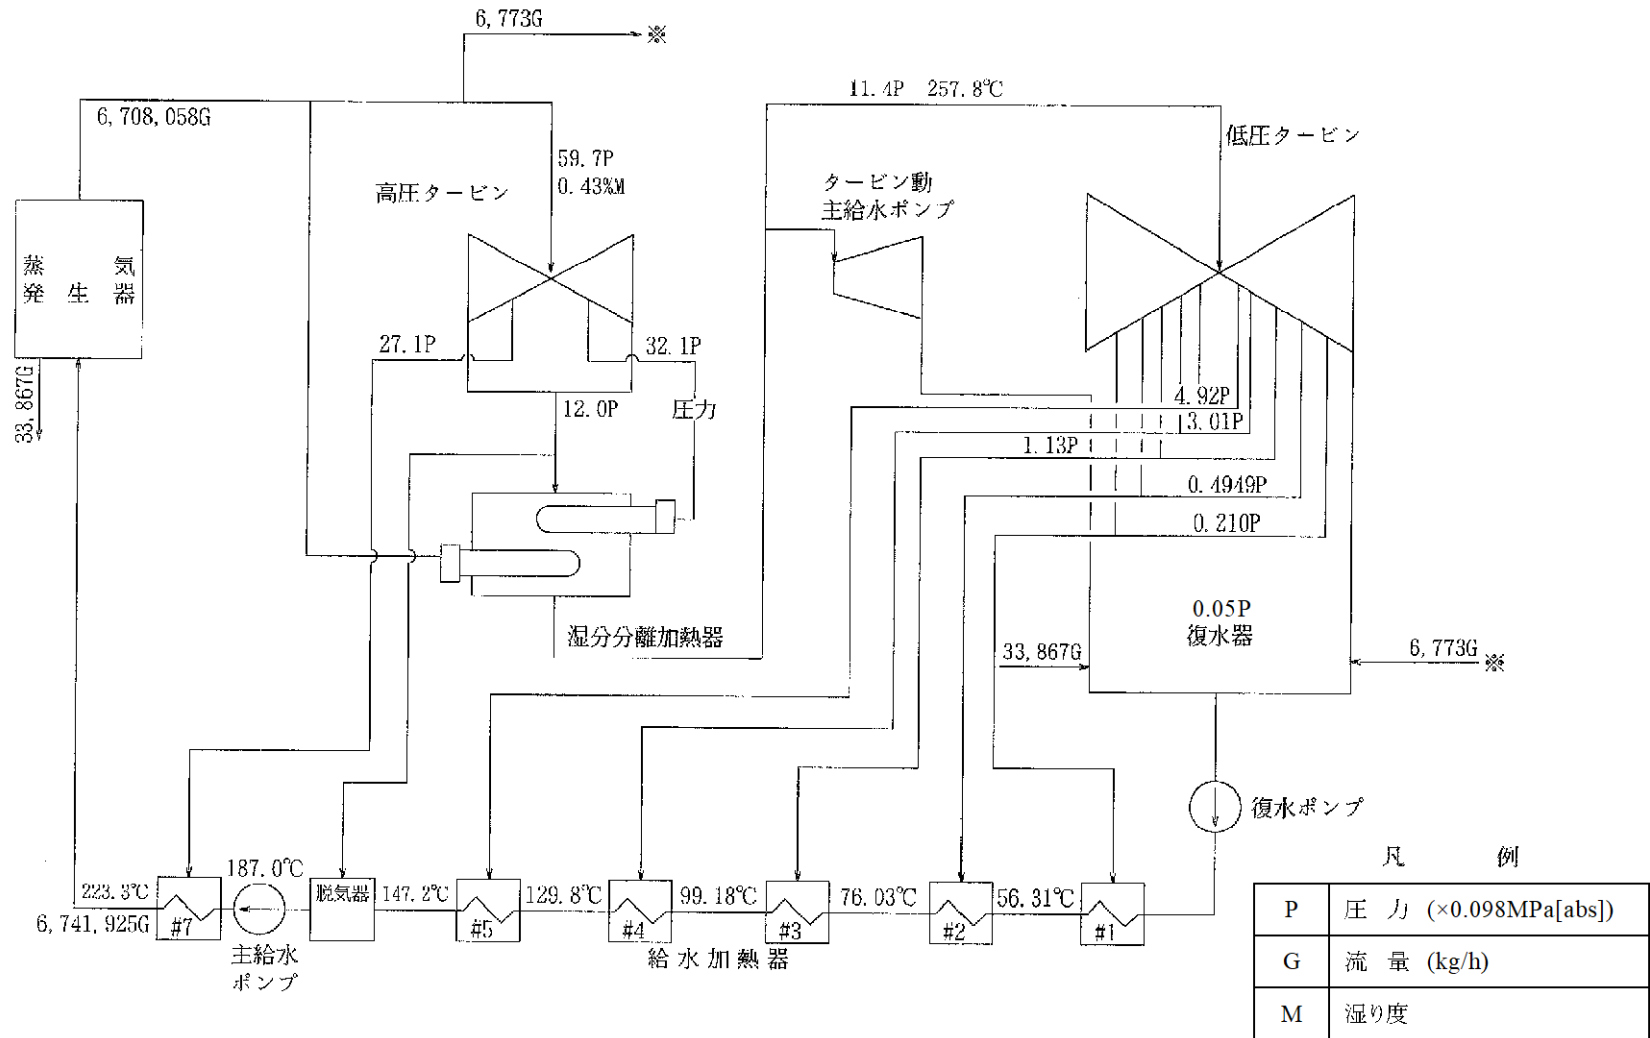 6,773G
※
6,708,058G
11.4P 257.8℃
低圧タービン
59.7P
0.43%M
高圧タービン
タービン動
主給水ポンプ
蒸気
発生器
33,867G
27.1P
32.1P
12.0P
圧力
4.92P
3.01P
1.13P
0.4949P
0.210P
0.05P
復水器
湿分分離加熱器
33,867G
6,773G
※
復水ポンプ
223.3℃
6,741,925G
#7
187.0℃
主給水
ポンプ
脱気器
147.2℃
#5
129.8℃
#4
99.18℃
#3
76.03℃
#2
56.31℃
#1
給水加熱器
凡例
P 圧力 (×0.098MPa[abs])
G 流量 (kg/h)
M 湿り度